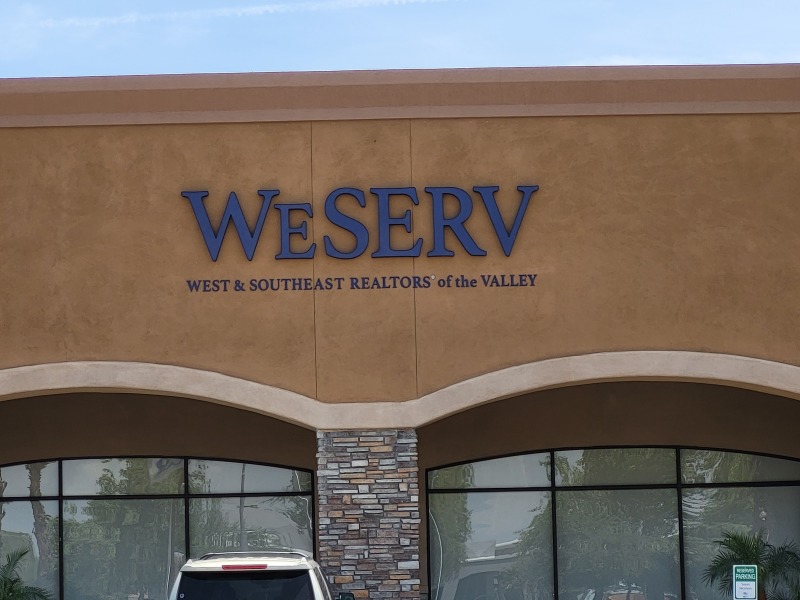 WESERV
WEST & SOUTHEAST REALTORS® of the VALLEY
RESERVED
PARKING